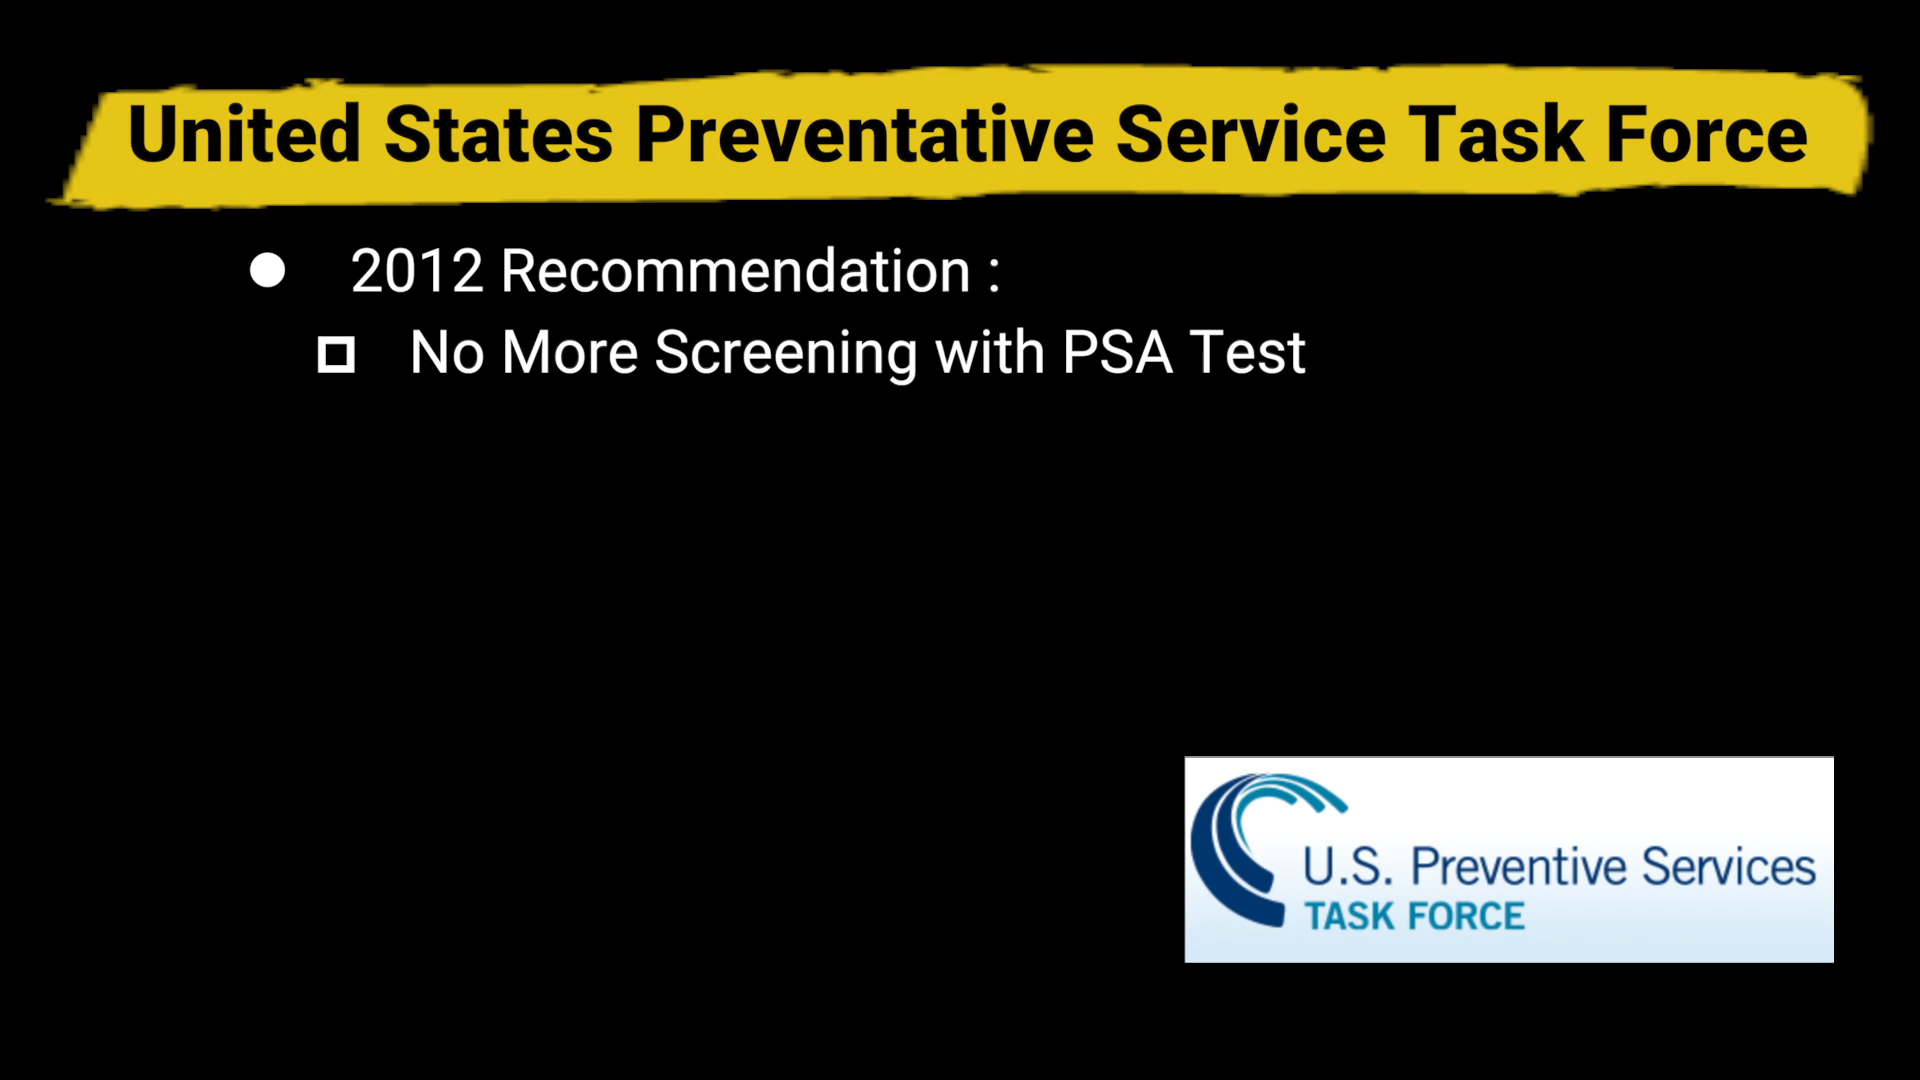 United States Preventative Service Task Force
2012 Recommendation :
No More Screening with PSA Test
U.S. Preventive Services
TASK FORCE